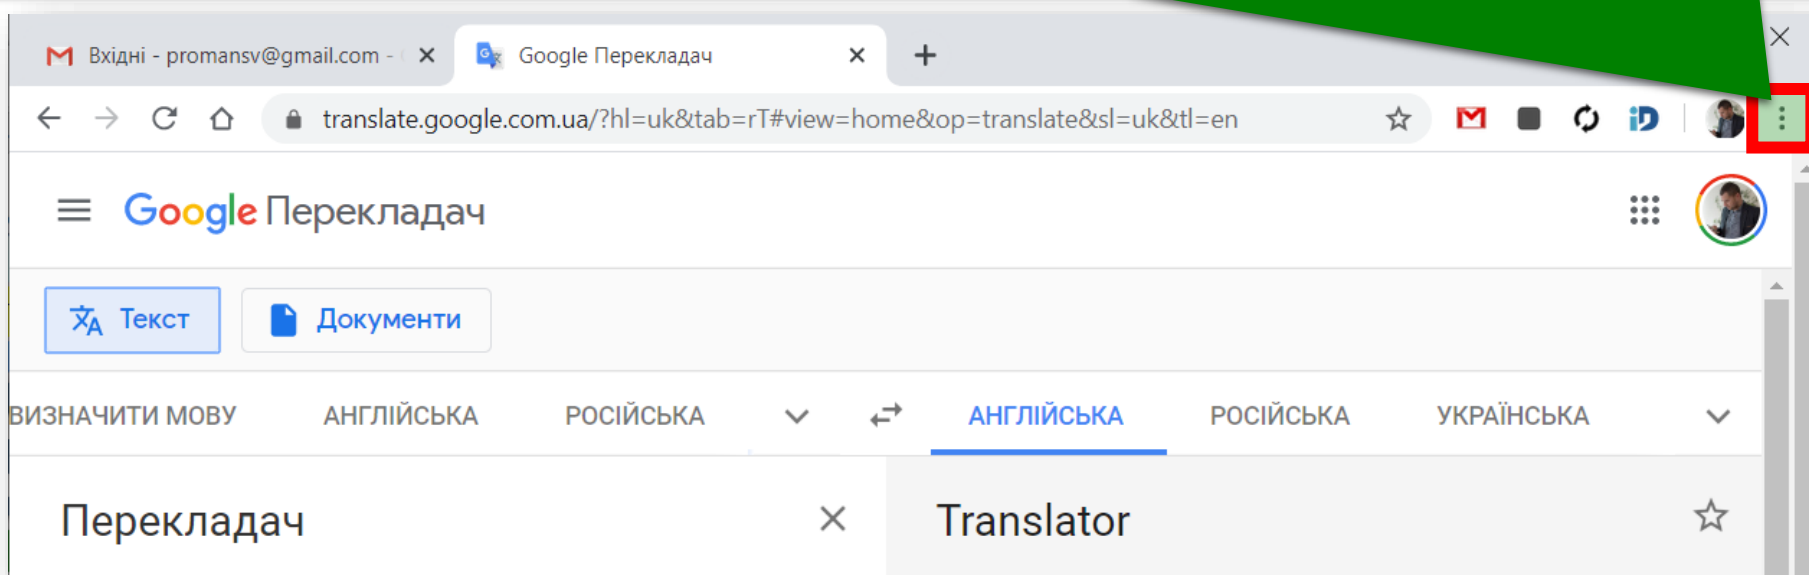 Вхідні - promansv@gmail.com -
Google Перекладач
translate.google.com.ua/?hl=uk&tab=rT#view=home&op=translate&sl=uk&tl=en
Google Перекладач
Текст
Документи
ВИЗНАЧИТИ МОВУ АНГЛІЙСЬКА РОСІЙСЬКА АНГЛІЙСЬКА РОСІЙСЬКА УКРАЇНСЬКА
Перекладач
Translator